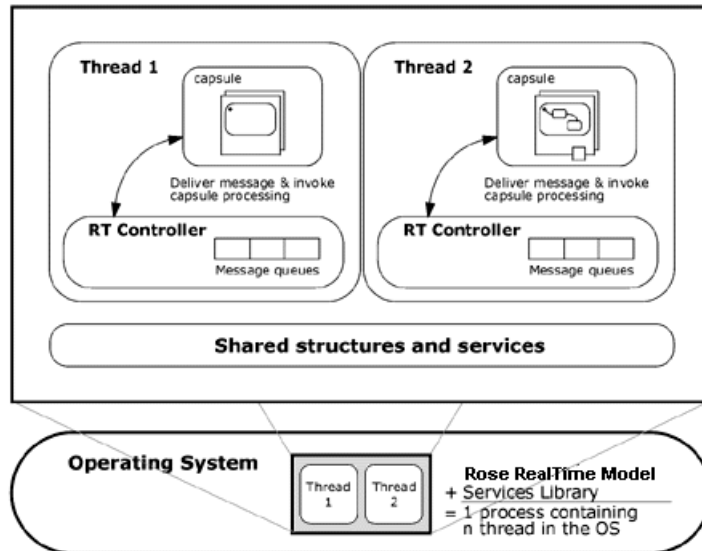 Thread 1
capsule
Deliver message & invoke
capsule processing
RT Controller
Message queues
Thread 2
capsule
Deliver message & invoke
capsule processing
RT Controller
Message queues
Shared structures and services
Operating System
Thread
1
Thread
2
Rose RealTime Model
+ Services Library
= 1 process containing
n thread in the OS